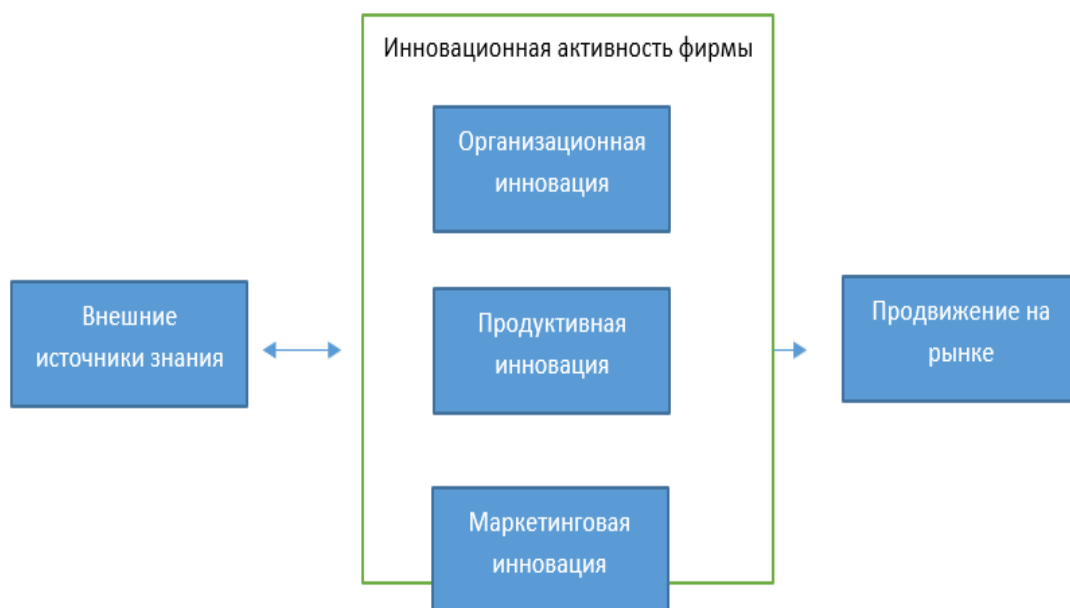 Инновационная активность фирмы
Организационная
инновация
Внешние
источники знания
Продуктивная
инновация
Продвижение на
рынке
Маркетинговая
инновация